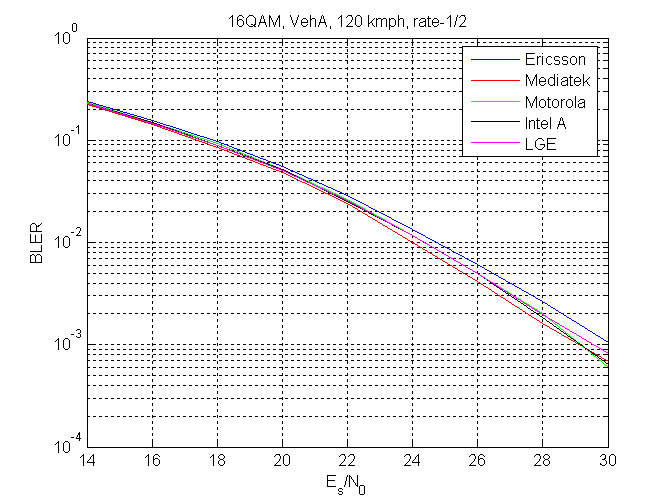 16QAM, VehA, 120 kmph, rate-1/2
10^0
10^-1
10^-2
10^-3
10^-4
BLER
Ericsson
Mediatek
Motorola
Intel A
LGE
14 16 18 20 22 24 26 28 30
E_s/N_0